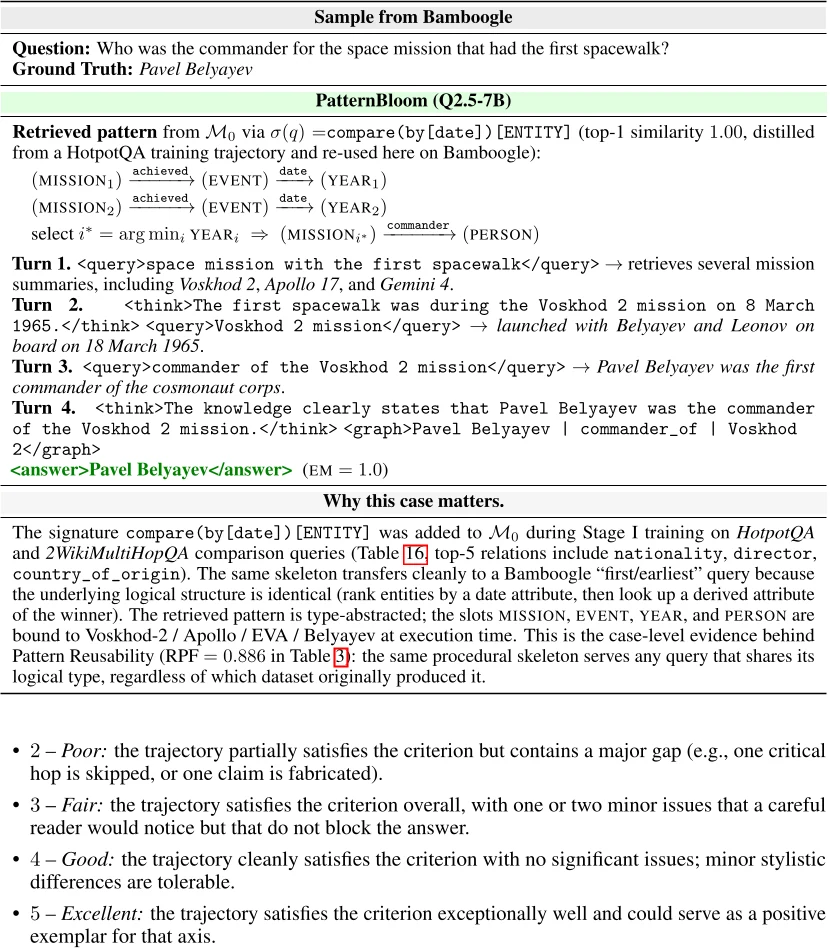 Sample from Bamboogle
Question: Who was the commander for the space mission that had the first spacewalk?
Ground Truth: Pavel Belyayev
PatternBloom (Q2.5-7B)
Retrieved pattern from M₀ via σ(q) =compare(by[date])[ENTITY] (top-1 similarity 1.00, distilled
from a HotpotQA training trajectory and re-used here on Bamboogle):
(MISSION₁) —achieved→ (EVENT) —date→ (YEAR₁)
(MISSION₂) —achieved→ (EVENT) —date→ (YEAR₂)
select i* = arg minᵢ YEARᵢ ⇒ (MISSIONᵢ*) —commander→ (PERSON)
Turn 1. <query>space mission with the first spacewalk</query> → retrieves several mission
summaries, including Voskhod 2, Apollo 17, and Gemini 4.
Turn 2. <think>The first spacewalk was during the Voskhod 2 mission on 8 March
1965.</think> <query>Voskhod 2 mission</query> → launched with Belyayev and Leonov on
board on 18 March 1965.
Turn 3. <query>commander of the Voskhod 2 mission</query> → Pavel Belyayev was the first
commander of the cosmonaut corps.
Turn 4. <think>The knowledge clearly states that Pavel Belyayev was the commander
of the Voskhod 2 mission.</think> <graph>Pavel Belyayev | commander_of | Voskhod
2</graph>
<answer>Pavel Belyayev</answer> (EM = 1.0)
Why this case matters.
The signature compare(by[date])[ENTITY] was added to M₀ during Stage I training on HotpotQA
and 2WikiMultiHopQA comparison queries (Table 16, top-5 relations include nationality, director,
country_of_origin). The same skeleton transfers cleanly to a Bamboogle “first/earliest” query because
the underlying logical structure is identical (rank entities by a date attribute, then look up a derived attribute
of the winner). The retrieved pattern is type-abstracted; the slots MISSION, EVENT, YEAR, and PERSON are
bound to Voskhod-2 / Apollo / EVA / Belyayev at execution time. This is the case-level evidence behind
Pattern Reusability (RPF = 0.886 in Table 3): the same procedural skeleton serves any query that shares its
logical type, regardless of which dataset originally produced it.
• 2 – Poor: the trajectory partially satisfies the criterion but contains a major gap (e.g., one critical
hop is skipped, or one claim is fabricated).
• 3 – Fair: the trajectory satisfies the criterion overall, with one or two minor issues that a careful
reader would notice but that do not block the answer.
• 4 – Good: the trajectory cleanly satisfies the criterion with no significant issues; minor stylistic
differences are tolerable.
• 5 – Excellent: the trajectory satisfies the criterion exceptionally well and could serve as a positive
exemplar for that axis.